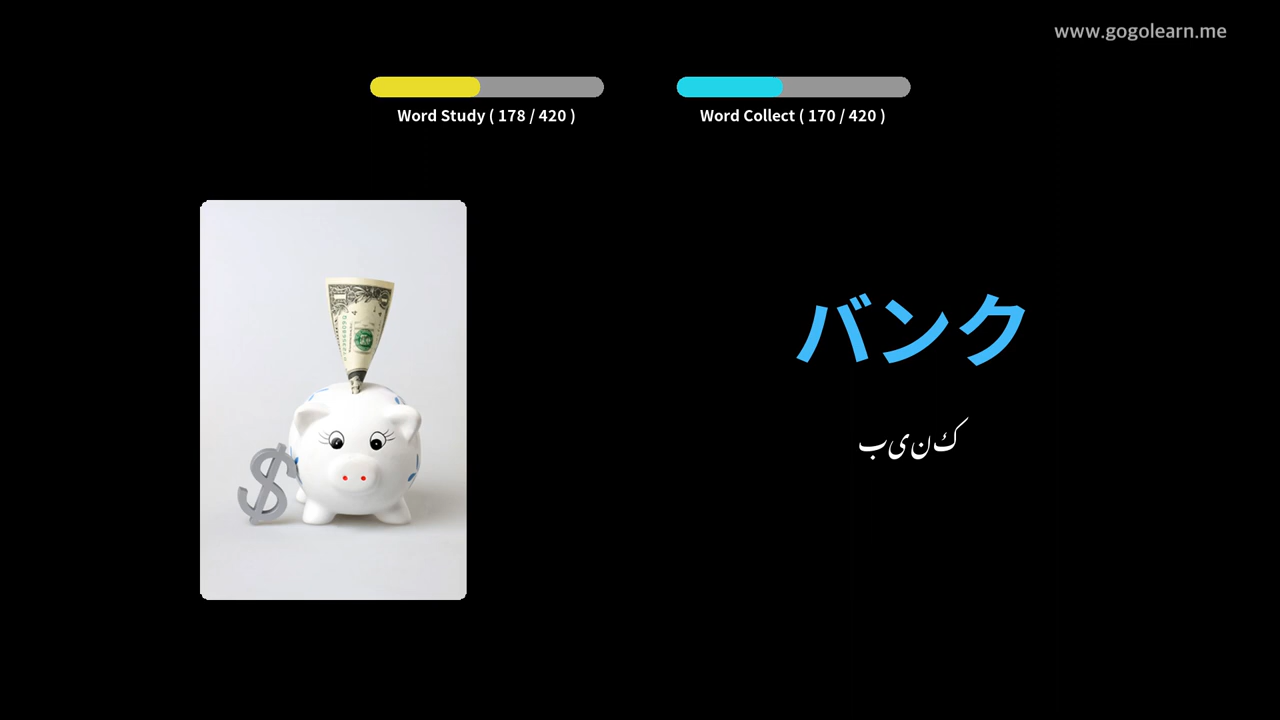 www.gogolearn.me
Word Study ( 178 / 420 )
Word Collect ( 170 / 420 )
バンク
بینک
$